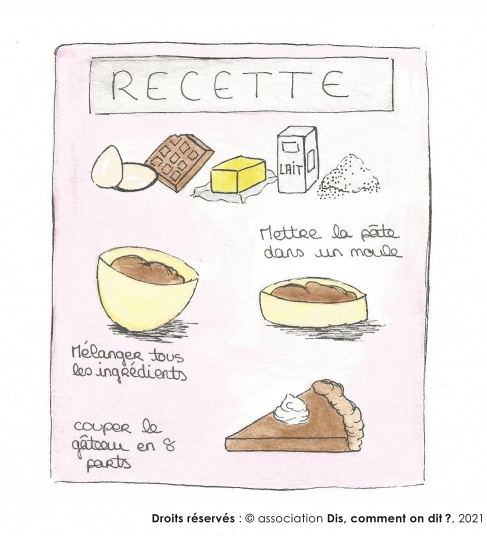 RECETTE
LAIT
Mettre la pâte
dans un moule
Mélanger tous
les ingrédients
couper le
gâteau en 8
parts
Droits réservés : © association Dis, comment on dit ?, 2021